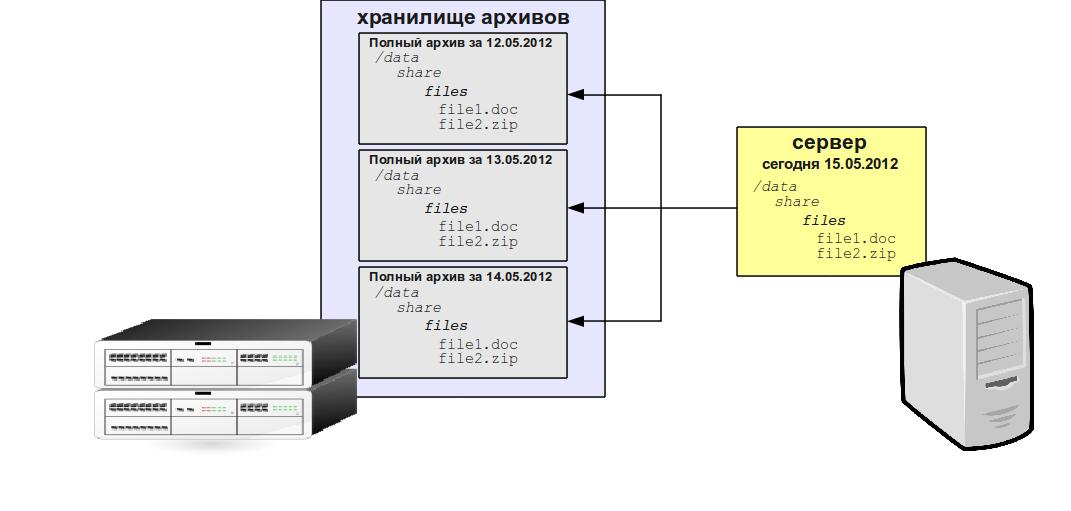 хранилище архивов
Полный архив за 12.05.2012
/data
share
files
file1.doc
file2.zip
Полный архив за 13.05.2012
/data
share
files
file1.doc
file2.zip
Полный архив за 14.05.2012
/data
share
files
file1.doc
file2.zip
сервер
сегодня 15.05.2012
/data
share
files
file1.doc
file2.zip